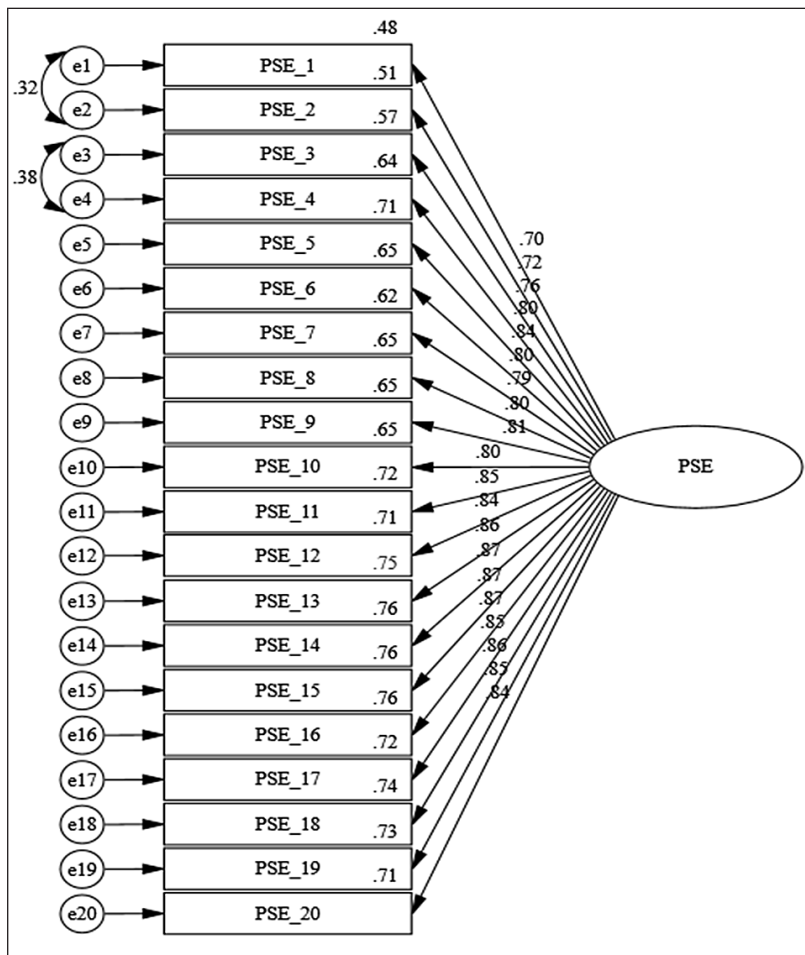 .48
e1 PSE_1 .51
.32
e2 PSE_2 .57
e3 PSE_3 .64
.38
e4 PSE_4 .71
e5 PSE_5 .65
e6 PSE_6 .62
e7 PSE_7 .65
e8 PSE_8 .65
e9 PSE_9 .65
e10 PSE_10 .72
e11 PSE_11 .71
e12 PSE_12 .75
e13 PSE_13 .76
e14 PSE_14 .76
e15 PSE_15 .76
e16 PSE_16 .72
e17 PSE_17 .74
e18 PSE_18 .73
e19 PSE_19 .71
e20 PSE_20
.70
.72
.76
.80
.84
.80
.79
.80
.81
.80
.85
.84
.86
.87
.87
.87
.85
.86
.85
.84
PSE